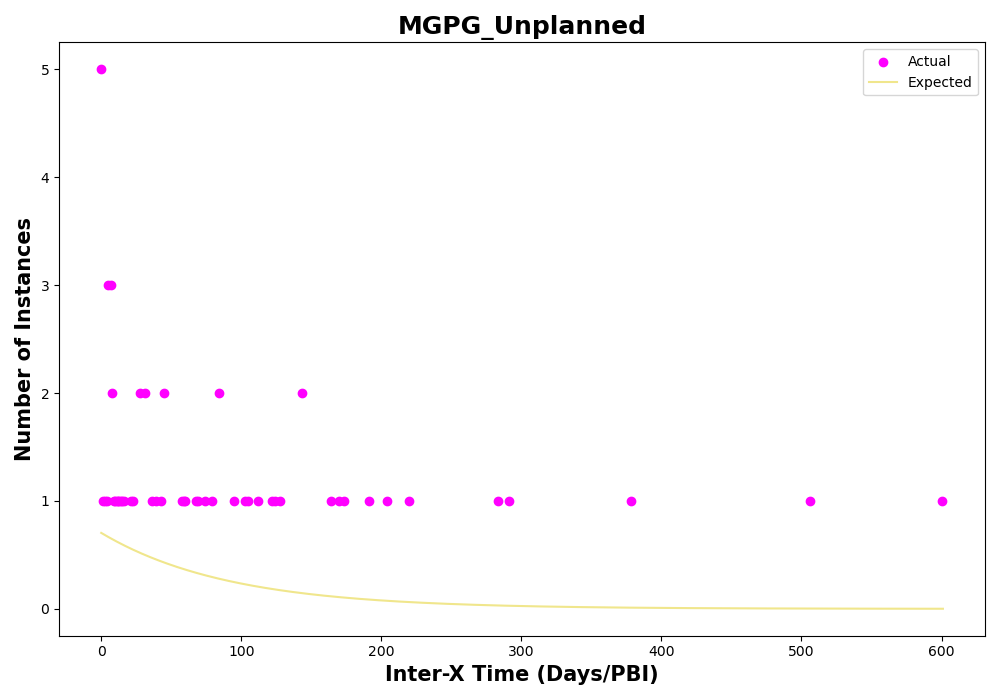 MGPG_Unplanned
Actual
Expected
Number of Instances
5
4
3
2
1
0
0 100 200 300 400 500 600
Inter-X Time (Days/PBI)